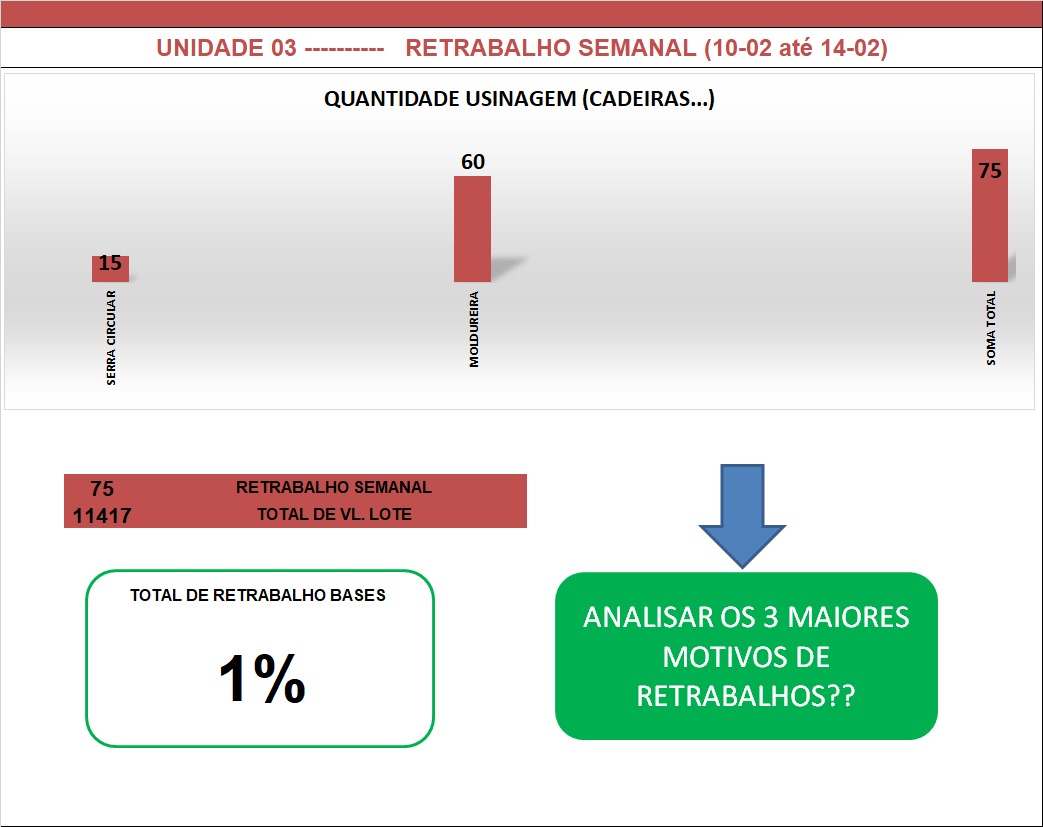 UNIDADE 03 ---------- RETRABALHO SEMANAL (10-02 até 14-02)
QUANTIDADE USINAGEM (CADEIRAS...)
15
60
75
SERRA CIRCULAR
MOLDUREIRA
SOMA TOTAL
75 RETRABALHO SEMANAL
11417 TOTAL DE VL. LOTE
TOTAL DE RETRABALHO BASES
1%
ANALISAR OS 3 MAIORES
MOTIVOS DE
RETRABALHOS??